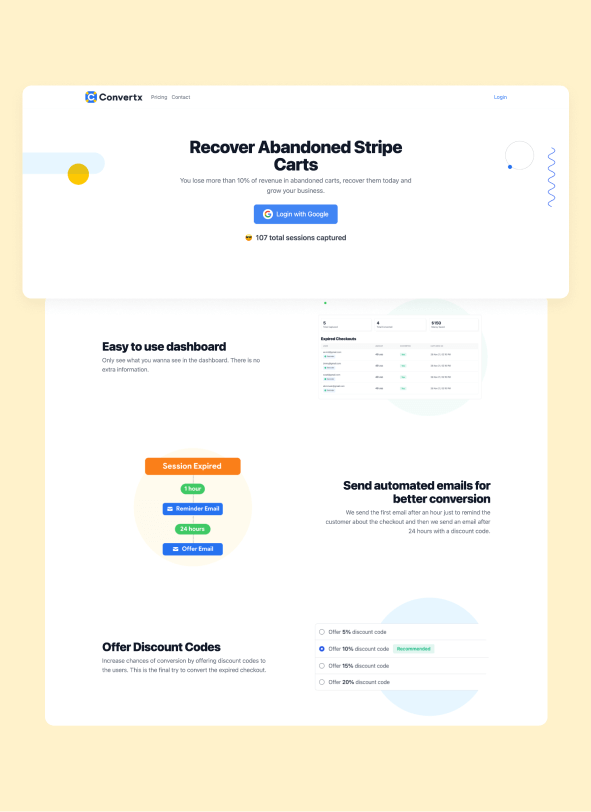 Convertx
Pricing Contact
Login
Recover Abandoned Stripe
Carts
You lose more than 10% of revenue in abandoned carts, recover them today and
grow your business.
Login with Google
😎 107 total sessions captured
Easy to use dashboard
Only see what you wanna see in the dashboard. There is no
extra information.
5
4
$153
Expired Checkouts
Session Expired
1 hour
Reminder Email
24 hours
Offer Email
Send automated emails for
better conversion
We send the first email after an hour just to remind the
customer about the checkout and then we send an email after
24 hours with a discount code.
Offer Discount Codes
Increase chances of conversion by offering discount codes to
the users. This is the final try to convert the expired checkout.
Offer 5% discount code
Offer 10% discount code Recommended
Offer 15% discount code
Offer 20% discount code